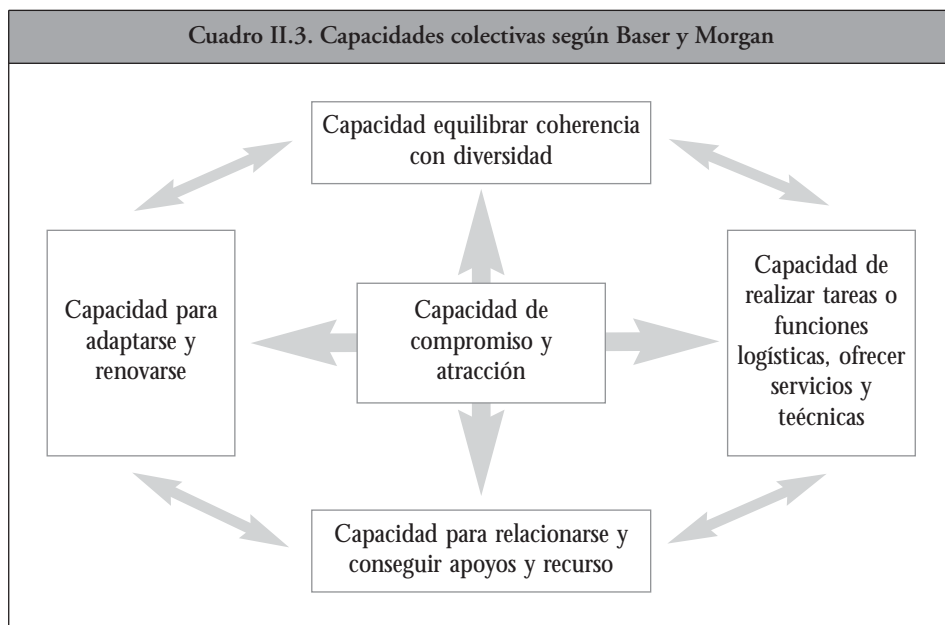 Cuadro II.3. Capacidades colectivas según Baser y Morgan
Capacidad equilibrar coherencia
con diversidad
Capacidad para
adaptarse y
renovarse
Capacidad de
compromiso y
atracción
Capacidad de
realizar tareas o
funciones
logísticas, ofrecer
servicios y
teécnicas
Capacidad para relacionarse y
conseguir apoyos y recurso